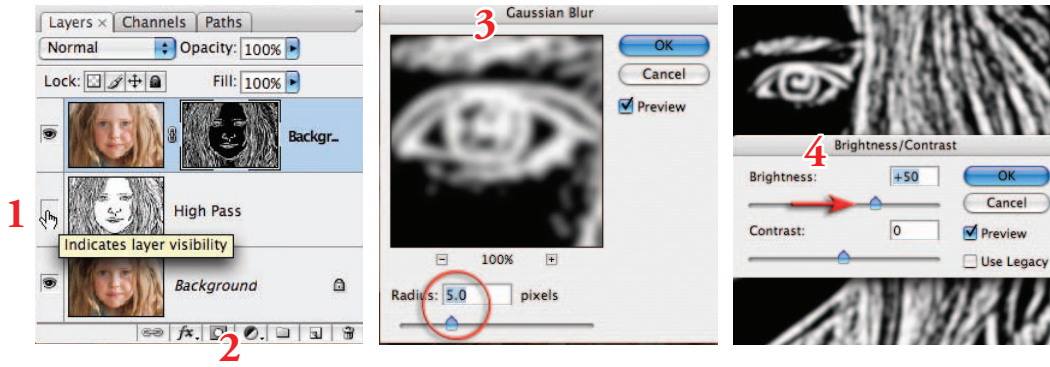 Layers × Channels Paths
Normal Opacity: 100%
Lock: Fill: 100%
Backgr...
1
High Pass
Indicates layer visibility
Background
fx.
2
Gaussian Blur
3
OK
Cancel
Preview
100%
Radius: 5.0 pixels
4
Brightness/Contrast
Brightness: +50 OK
Cancel
Contrast: 0 Preview
Use Legacy